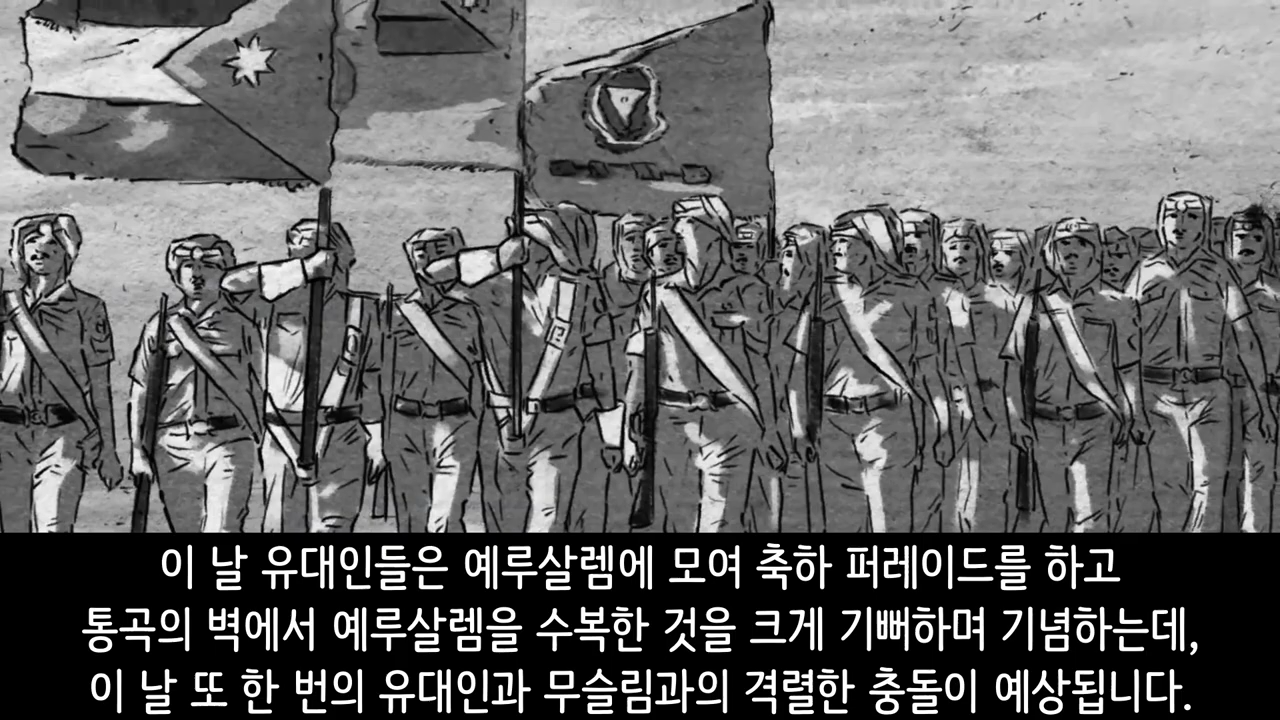 이 날 유대인들은 예루살렘에 모여 축하 퍼레이드를 하고
통곡의 벽에서 예루살렘을 수복한 것을 크게 기뻐하며 기념하는데,
이 날 또 한 번의 유대인과 무슬림과의 격렬한 충돌이 예상됩니다.